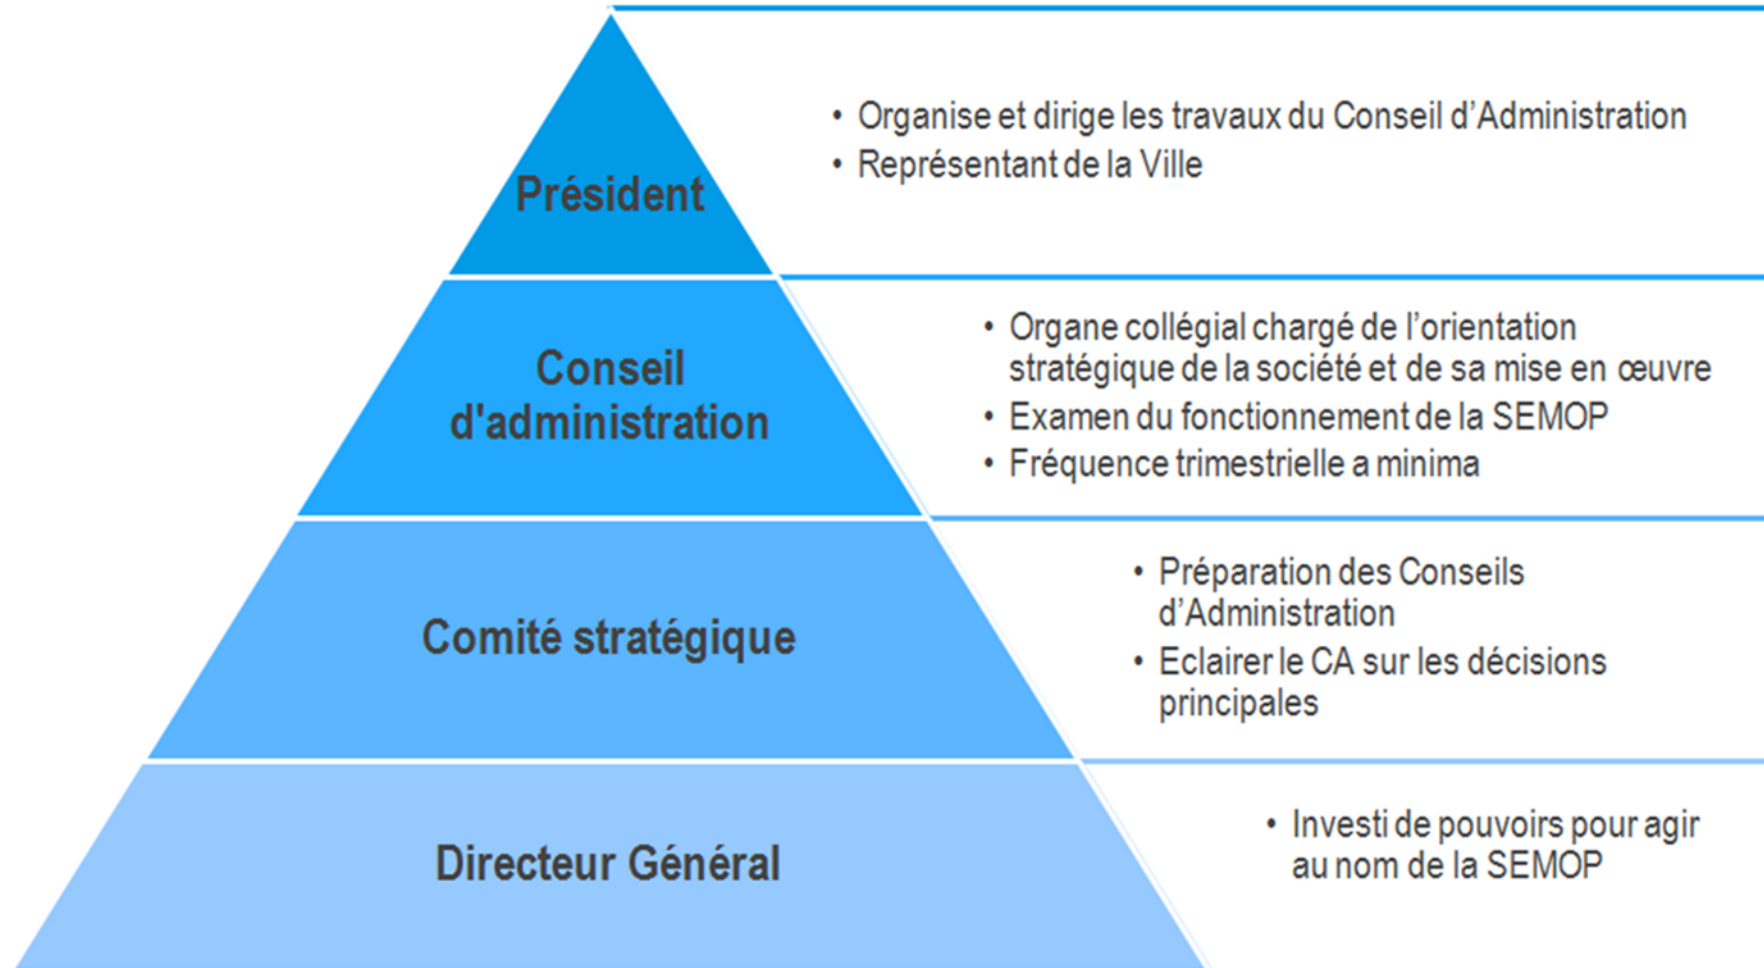 Président
• Organise et dirige les travaux du Conseil d’Administration
• Représentant de la Ville
Conseil
d'administration
• Organe collégial chargé de l’orientation
stratégique de la société et de sa mise en œuvre
• Examen du fonctionnement de la SEMOP
• Fréquence trimestrielle a minima
Comité stratégique
• Préparation des Conseils
d’Administration
• Eclairer le CA sur les décisions
principales
Directeur Général
• Investi de pouvoirs pour agir
au nom de la SEMOP